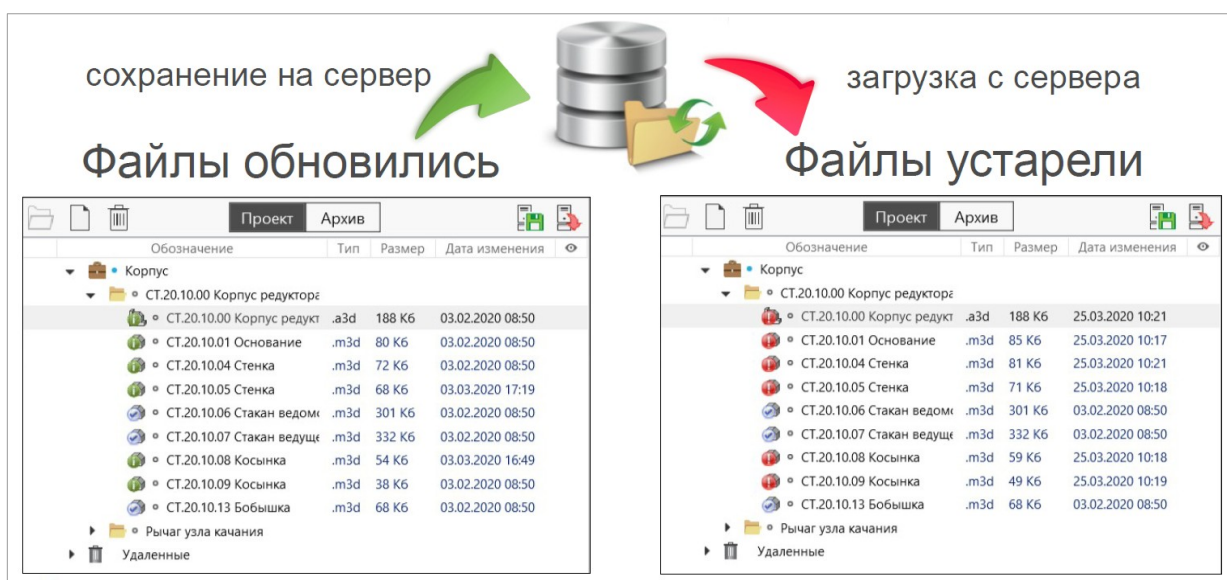 сохранение на сервер
загрузка с сервера
Файлы обновились
Файлы устарели
Проект Архив
Обозначение Тип Размер Дата изменения
Корпус
СТ.20.10.00 Корпус редуктора
СТ.20.10.00 Корпус редукт .a3d 188 Кб 03.02.2020 08:50
СТ.20.10.01 Основание .m3d 80 Кб 03.02.2020 08:50
СТ.20.10.04 Стенка .m3d 72 Кб 03.02.2020 08:50
СТ.20.10.05 Стенка .m3d 68 Кб 03.03.2020 17:19
СТ.20.10.06 Стакан ведомо .m3d 301 Кб 03.02.2020 08:50
СТ.20.10.07 Стакан ведуще .m3d 332 Кб 03.02.2020 08:50
СТ.20.10.08 Косынка .m3d 54 Кб 03.03.2020 16:49
СТ.20.10.09 Косынка .m3d 38 Кб 03.02.2020 08:50
СТ.20.10.13 Бобышка .m3d 68 Кб 03.02.2020 08:50
Рычаг узла качания
Удаленные
Проект Архив
Обозначение Тип Размер Дата изменения
Корпус
СТ.20.10.00 Корпус редуктора
СТ.20.10.00 Корпус редукт .a3d 188 Кб 25.03.2020 10:21
СТ.20.10.01 Основание .m3d 85 Кб 25.03.2020 10:17
СТ.20.10.04 Стенка .m3d 81 Кб 25.03.2020 10:21
СТ.20.10.05 Стенка .m3d 71 Кб 25.03.2020 10:18
СТ.20.10.06 Стакан ведомо .m3d 301 Кб 03.02.2020 08:50
СТ.20.10.07 Стакан ведуще .m3d 332 Кб 03.02.2020 08:50
СТ.20.10.08 Косынка .m3d 59 Кб 25.03.2020 10:18
СТ.20.10.09 Косынка .m3d 49 Кб 25.03.2020 10:19
СТ.20.10.13 Бобышка .m3d 68 Кб 03.02.2020 08:50
Рычаг узла качания
Удаленные